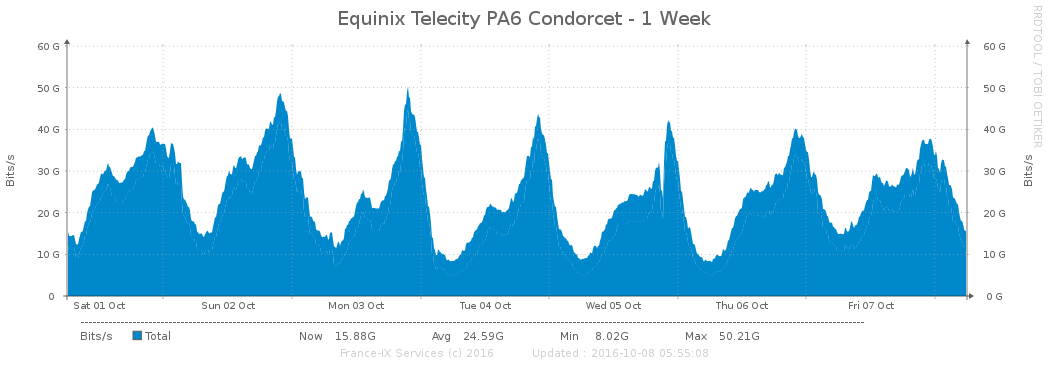 Equinix Telecity PA6 Condorcet - 1 Week
RRDTOOL / TOBI OETIKER
Bits/s
60 G
50 G
40 G
30 G
20 G
10 G
0
60 G
50 G
40 G
30 G
20 G
10 G
0 G
Bits/s
Sat 01 Oct Sun 02 Oct Mon 03 Oct Tue 04 Oct Wed 05 Oct Thu 06 Oct Fri 07 Oct
Bits/s Total Now 15.88G Avg 24.59G Min 8.02G Max 50.21G
France-IX Services (c) 2016 Updated : 2016-10-08 05:55:08